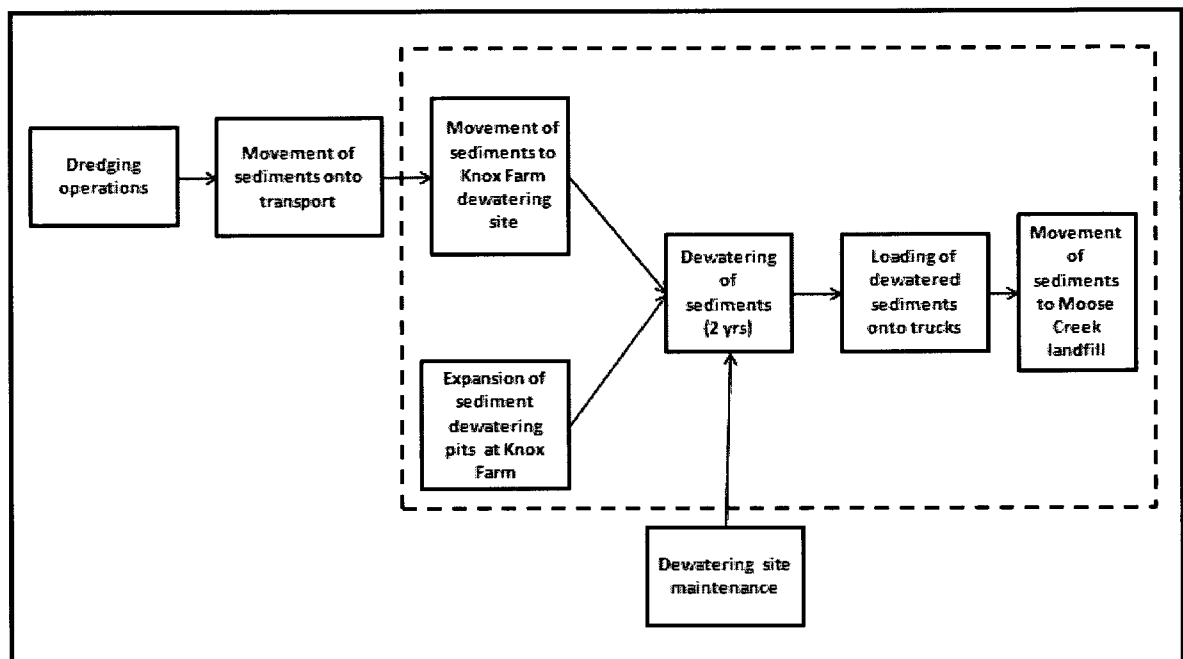 Dredging
operations
Movement of
sediments onto
transport
Movement of
sediments to
Knox Farm
dewatering
site
Expansion of
sediment
dewatering
pits at Knox
Farm
Dewatering
of
sediments
(2 yrs)
Loading of
dewatered
sediments
onto trucks
Movement
of
sediments
to Moose
Creek
landfill
Dewatering site
maintenance